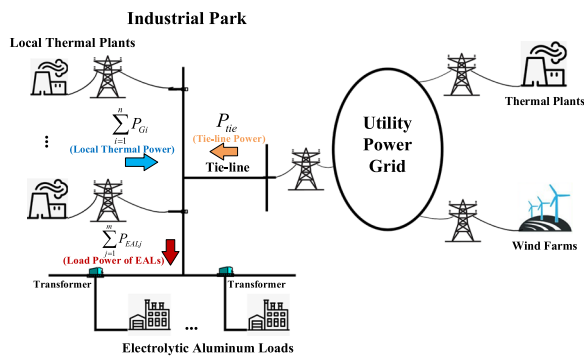 Industrial Park
Local Thermal Plants
n
∑ P_{Gi}
i=1
(Local Thermal Power)
P_{tie}
(Tie-line Power)
Tie-line
Utility
Power
Grid
Thermal Plants
Wind Farms
...
m
∑ P_{EALj}
j=1
(Load Power of EALs)
Transformer
Transformer
...
Electrolytic Aluminum Loads